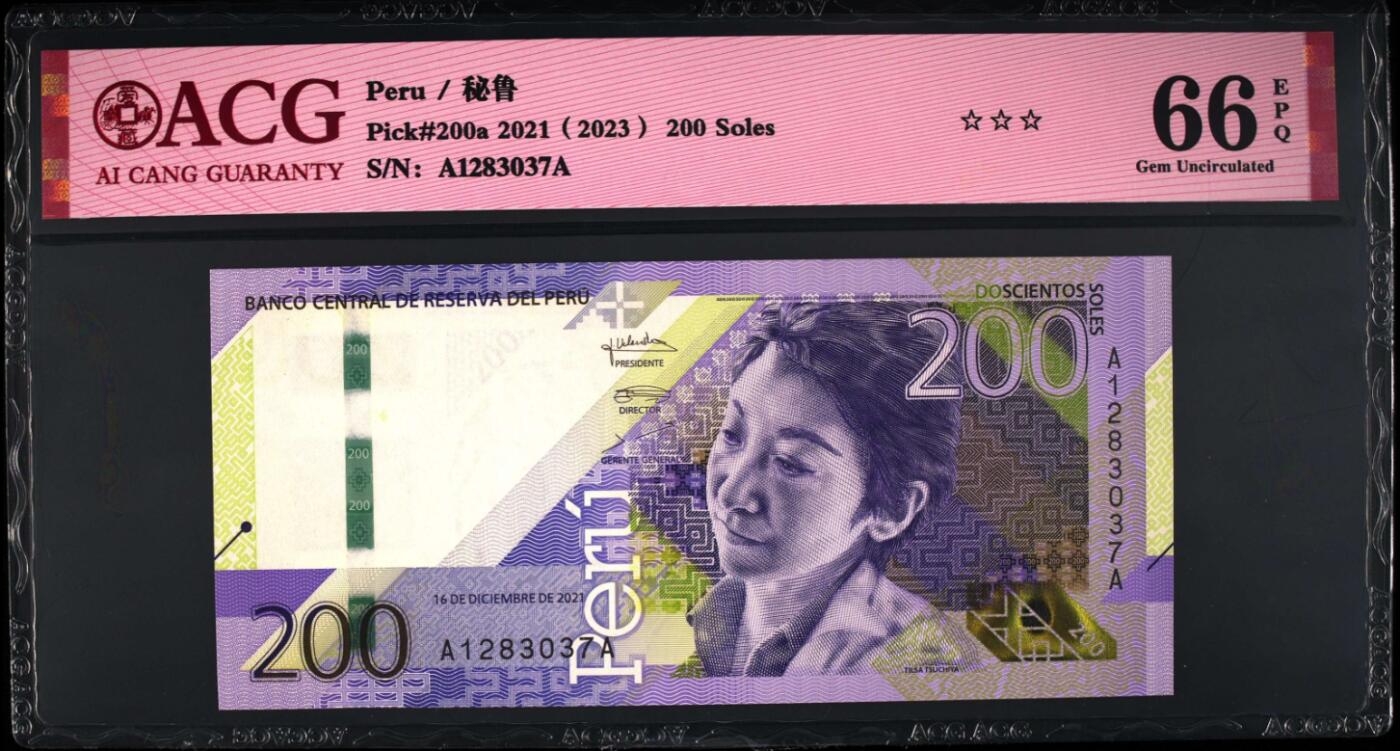 ACG
AI CANG GUARANTY
Peru / 秘鲁
Pick#200a 2021 ( 2023 ) 200 Soles
S/N: A1283037A
☆☆☆
66
EPQ
Gem Uncirculated
BANCO CENTRAL DE RESERVA DEL PERÚ
DOSCIENTOS SOLES
200
200
PRESIDENTE
DIRECTOR
GERENTE GENERAL
200
200
A1283037A
Perú
16 DE DICIEMBRE DE 2021
200
A1283037A
TILSA TSUCHIYA
200